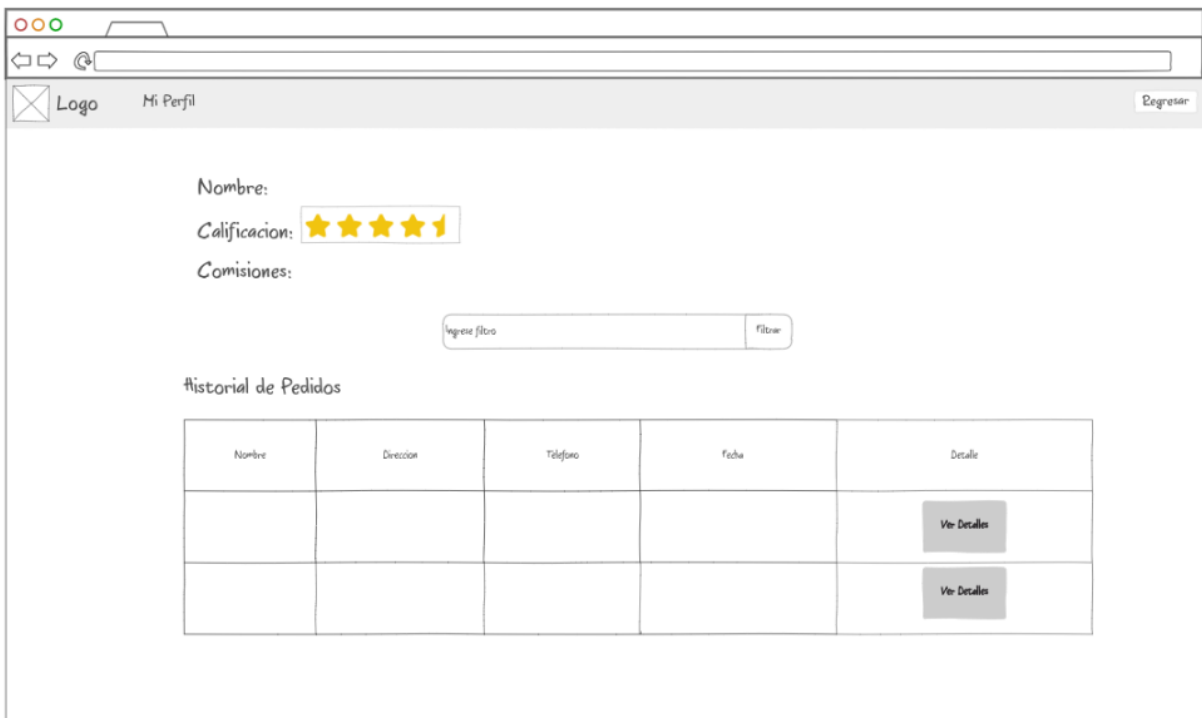 Logo Mi Perfil Regresar
Nombre:
Calificacion:
Comisiones:
Ingrese filtro Filtrar
Historial de Pedidos
Nombre Direccion Telefono Fecha Detalle
Ver Detalles
Ver Detalles